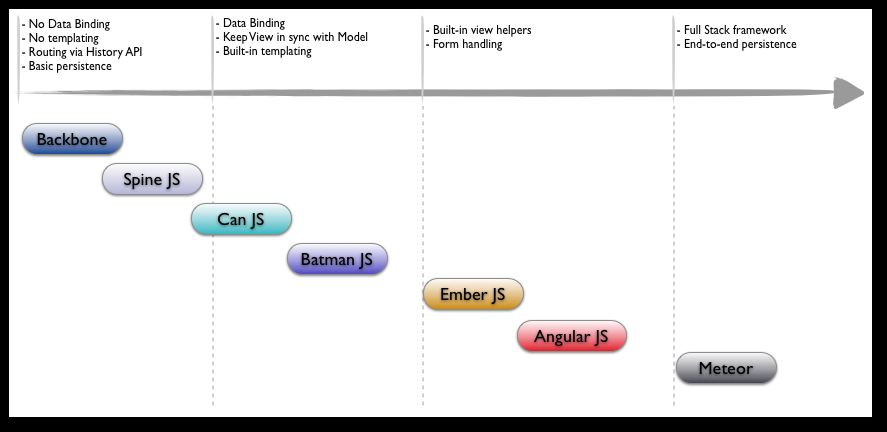 - No Data Binding
- No templating
- Routing via History API
- Basic persistence
- Data Binding
- Keep View in sync with Model
- Built-in templating
- Built-in view helpers
- Form handling
- Full Stack framework
- End-to-end persistence
Backbone
Spine JS
Can JS
Batman JS
Ember JS
Angular JS
Meteor